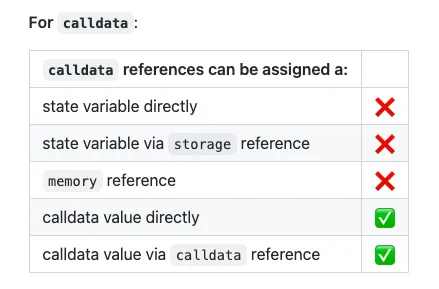 For calldata:
calldata references can be assigned a:
state variable directly ❌
state variable via storage reference ❌
memory reference ❌
calldata value directly ✅
calldata value via calldata reference ✅